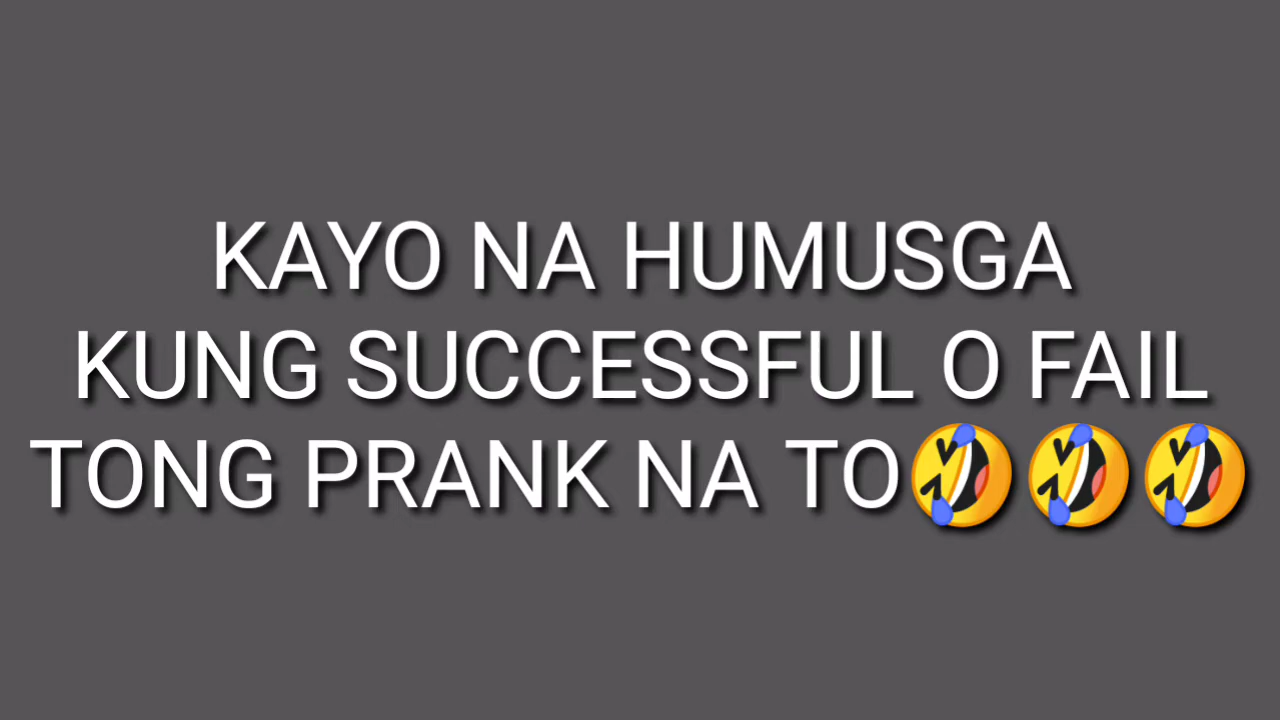 KAYO NA HUMUSGA
KUNG SUCCESSFUL O FAIL
TONG PRANK NA TO🤣🤣🤣